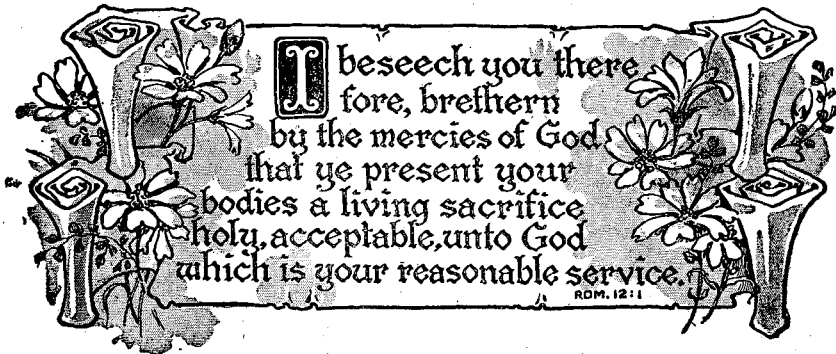 I beseech you there
fore, brethern
by the mercies of God
that ye present your
bodies a living sacrifice
holy, acceptable, unto God
which is your reasonable service.
ROM. 12:1